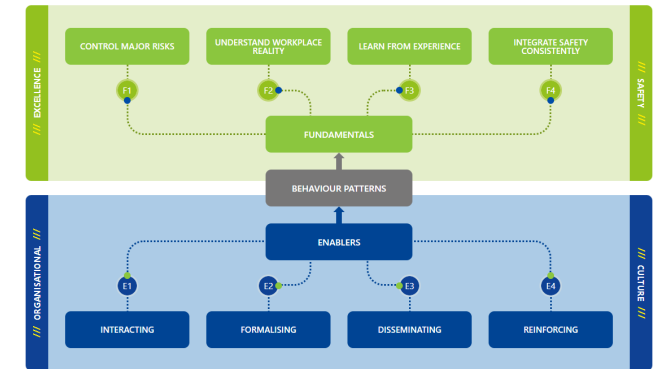 CONTROL MAJOR RISKS
UNDERSTAND WORKPLACE
REALITY
LEARN FROM EXPERIENCE
INTEGRATE SAFETY
CONSISTENTLY
/// EXCELLENCE ///
/// SAFETY ///
F1
F2
F3
F4
FUNDAMENTALS
BEHAVIOUR PATTERNS
ENABLERS
/// ORGANISATIONAL ///
/// CULTURE ///
E1
E2
E3
E4
INTERACTING
FORMALISING
DISSEMINATING
REINFORCING